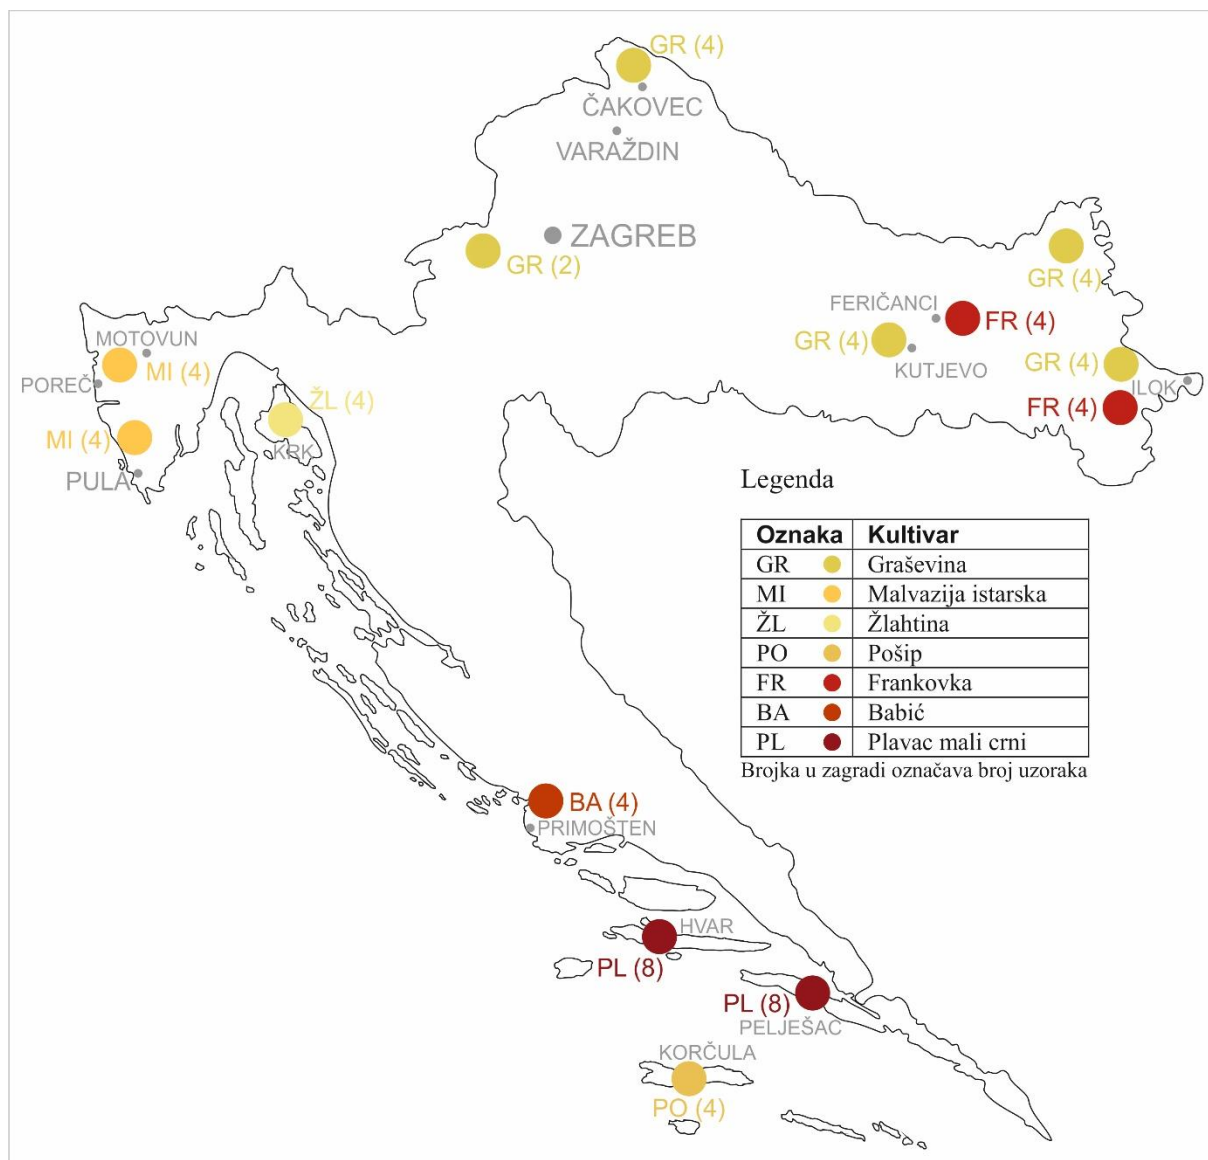 GR (4)
ČAKOVEC
VARAŽDIN
ZAGREB
GR (2)
GR (4)
FERIČANCI
FR (4)
GR (4)
KUTJEVO
GR (4)
ILOK
FR (4)
MOTOVUN
MI (4)
POREČ
ŽL (4)
MI (4)
KRK
PULA
Legenda
Oznaka Kultivar
GR Graševina
MI Malvazija istarska
ŽL Žlahtina
PO Pošip
FR Frankovka
BA Babić
PL Plavac mali crni
Brojka u zagradi označava broj uzoraka
BA (4)
PRIMOŠTEN
HVAR
PL (8)
PL (8)
PELJEŠAC
KORČULA
PO (4)